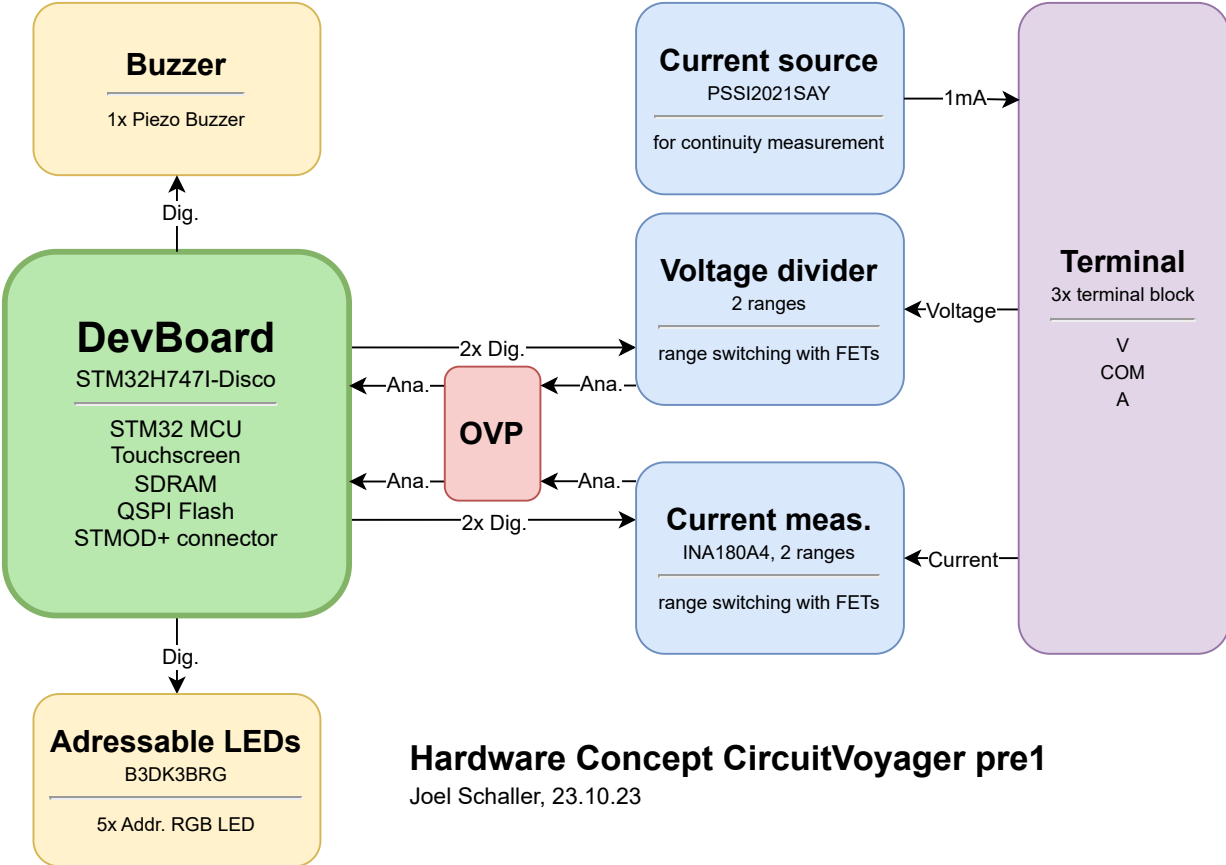 Buzzer
1x Piezo Buzzer
Dig.
DevBoard
STM32H747I-Disco
STM32 MCU
Touchscreen
SDRAM
QSPI Flash
STMOD+ connector
Dig.
Adressable LEDs
B3DK3BRG
5x Addr. RGB LED
2x Dig.
Ana.
Ana.
OVP
Ana.
Ana.
2x Dig.
Current source
PSSI2021SAY
for continuity measurement
1mA
Voltage divider
2 ranges
range switching with FETs
Voltage
Current meas.
INA180A4, 2 ranges
range switching with FETs
Current
Terminal
3x terminal block
V
COM
A
Hardware Concept CircuitVoyager pre1
Joel Schaller, 23.10.23